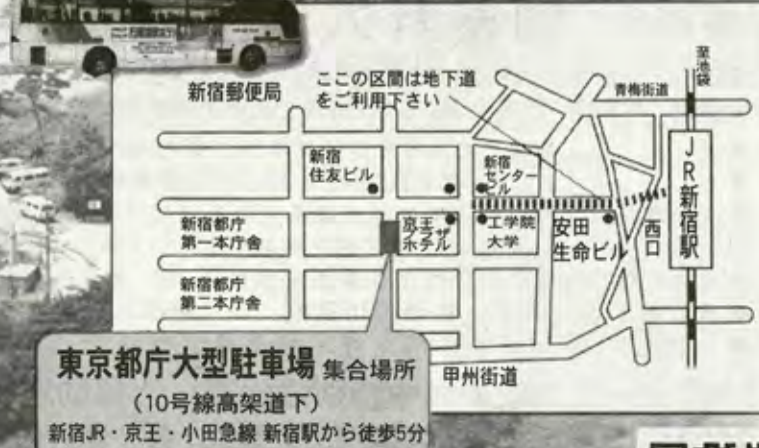 新宿郵便局
ここの区間は地下道
をご利用下さい
青梅街道
至池袋
新宿
住友ビル
新宿
センター
ビル
JR新宿駅
新宿都庁
第一本庁舎
京王
プラザ
ホテル
工学院
大学
安田
生命ビル
西口
新宿都庁
第二本庁舎
東京都庁大型駐車場 集合場所
(10号線高架道下)
新宿JR・京王・小田急線 新宿駅から徒歩5分
甲州街道